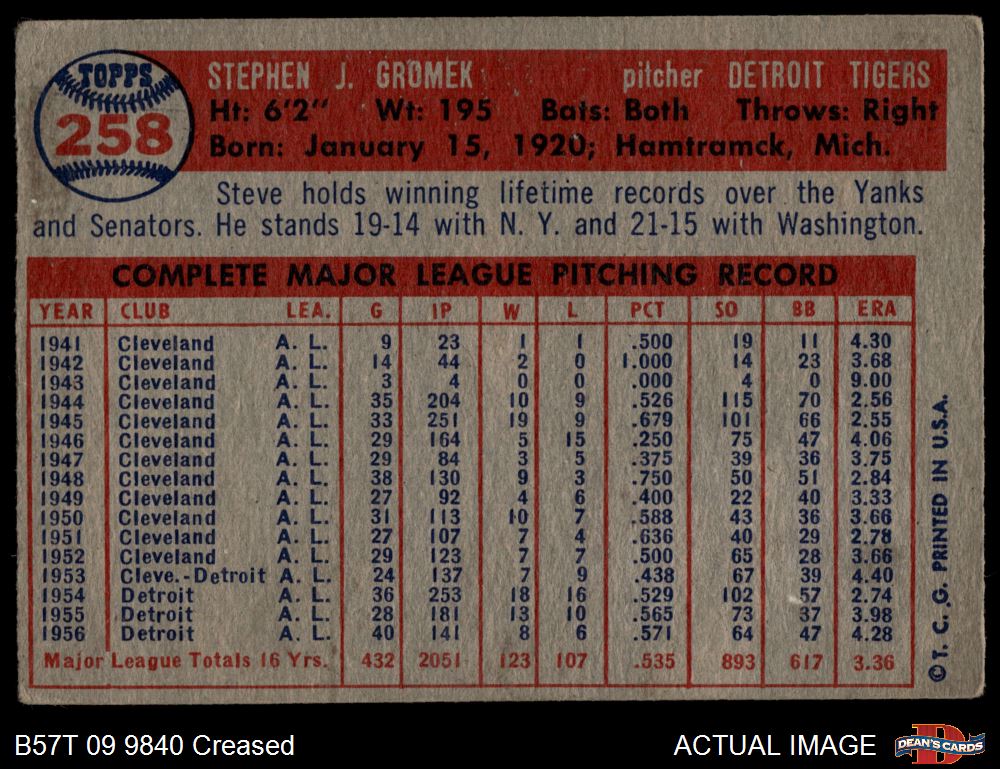 TOPPS
258
STEPHEN J. GROMEK pitcher DETROIT TIGERS
Ht: 6'2" Wt: 195 Bats: Both Throws: Right
Born: January 15, 1920; Hamtramck, Mich.
Steve holds winning lifetime records over the Yanks
and Senators. He stands 19-14 with N. Y. and 21-15 with Washington.
COMPLETE MAJOR LEAGUE PITCHING RECORD
YEAR CLUB LEA. G IP W L PCT SO BB ERA
1941 Cleveland A. L. 9 23 1 1 .500 19 11 4.30
1942 Cleveland A. L. 14 44 2 0 1.000 14 23 3.68
1943 Cleveland A. L. 3 4 0 0 .000 4 0 9.00
1944 Cleveland A. L. 35 204 10 9 .526 115 70 2.56
1945 Cleveland A. L. 33 251 19 9 .679 101 66 2.55
1946 Cleveland A. L. 29 164 5 15 .250 75 47 4.06
1947 Cleveland A. L. 29 84 3 5 .375 39 36 3.75
1948 Cleveland A. L. 38 130 9 3 .750 50 51 2.84
1949 Cleveland A. L. 27 92 4 6 .400 22 40 3.33
1950 Cleveland A. L. 31 113 10 7 .588 43 36 3.66
1951 Cleveland A. L. 27 107 7 4 .636 40 29 2.78
1952 Cleveland A. L. 29 123 7 7 .500 65 28 3.66
1953 Cleve.-Detroit A. L. 24 137 7 9 .438 67 39 4.40
1954 Detroit A. L. 36 253 18 16 .529 102 57 2.74
1955 Detroit A. L. 28 181 13 10 .565 73 37 3.98
1956 Detroit A. L. 40 141 8 6 .571 64 47 4.28
Major League Totals 16 Yrs. 432 2051 123 107 .535 893 617 3.36
©T. C. G. PRINTED IN U.S.A.
B57T 09 9840 Creased
ACTUAL IMAGE
DEAN'S CARDS